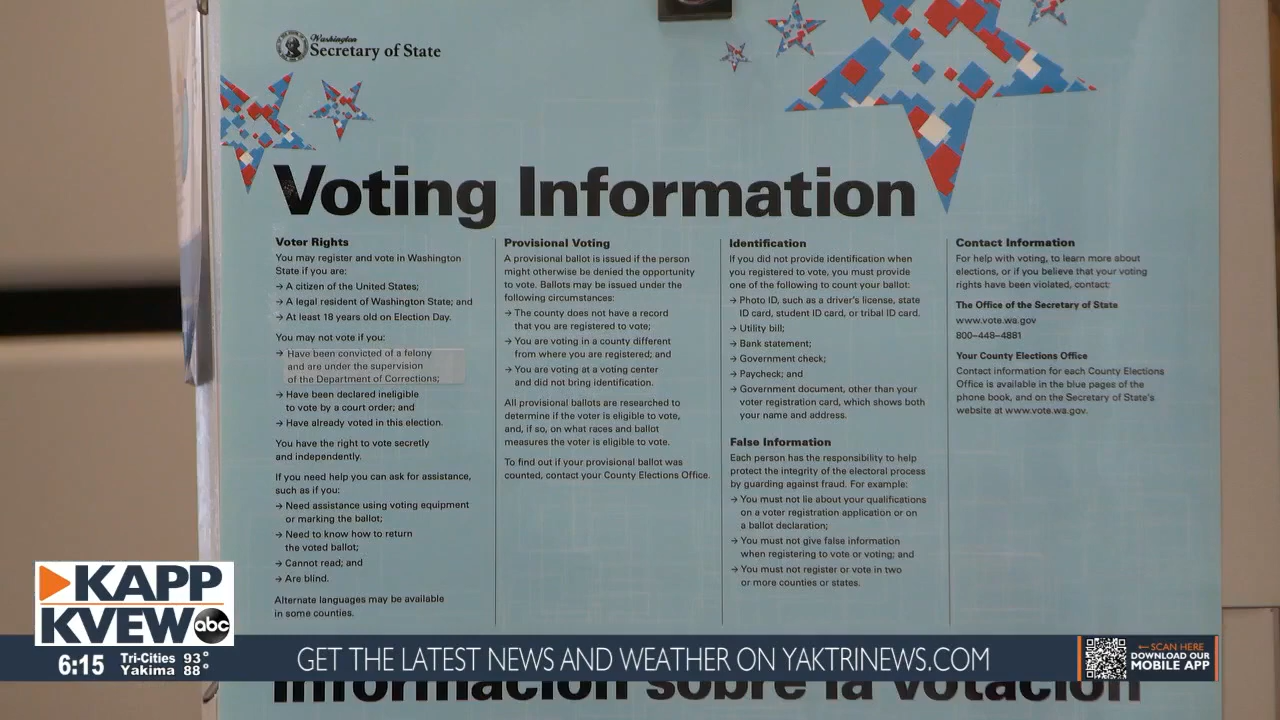 Washington
Secretary of State
Voting Information
Voter Rights
You may register and vote in Washington
State if you are:
→ A citizen of the United States;
→ A legal resident of Washington State; and
→ At least 18 years old on Election Day.
You may not vote if you:
→ Have been convicted of a felony
and are under the supervision
of the Department of Corrections;
→ Have been declared ineligible
to vote by a court order; and
→ Have already voted in this election.
You have the right to vote secretly
and independently.
If you need help you can ask for assistance,
such as if you:
→ Need assistance using voting equipment
or marking the ballot;
→ Need to know how to return
the voted ballot;
→ Cannot read; and
→ Are blind.
Alternate languages may be available
in some counties.
Provisional Voting
A provisional ballot is issued if the person
might otherwise be denied the opportunity
to vote. Ballots may be issued under the
following circumstances:
→ The county does not have a record
that you are registered to vote;
→ You are voting in a county different
from where you are registered; and
→ You are voting at a voting center
and did not bring identification.
All provisional ballots are researched to
determine if the voter is eligible to vote,
and, if so, on what races and ballot
measures the voter is eligible to vote.
To find out if your provisional ballot was
counted, contact your County Elections Office.
Identification
If you did not provide identification when
you registered to vote, you must provide
one of the following to count your ballot:
→ Photo ID, such as a driver's license, state
ID card, student ID card, or tribal ID card.
→ Utility bill;
→ Bank statement;
→ Government check;
→ Paycheck; and
→ Government document, other than your
voter registration card, which shows both
your name and address.
False Information
Each person has the responsibility to help
protect the integrity of the electoral process
by guarding against fraud. For example:
→ You must not lie about your qualifications
on a voter registration application or on
a ballot declaration;
→ You must not give false information
when registering to vote or voting; and
→ You must not register or vote in two
or more counties or states.
Contact Information
For help with voting, to learn more about
elections, or if you believe that your voting
rights have been violated, contact:
The Office of the Secretary of State
www.vote.wa.gov
800-448-4881
Your County Elections Office
Contact information for each County Elections
Office is available in the blue pages of the
phone book, and on the Secretary of State's
website at www.vote.wa.gov.
KAPP
KVEW abc
6:15
Tri-Cities 93°
Yakima 88°
GET THE LATEST NEWS AND WEATHER ON YAKTRINEWS.COM
SCAN HERE
DOWNLOAD OUR
MOBILE APP
Información sobre la votación